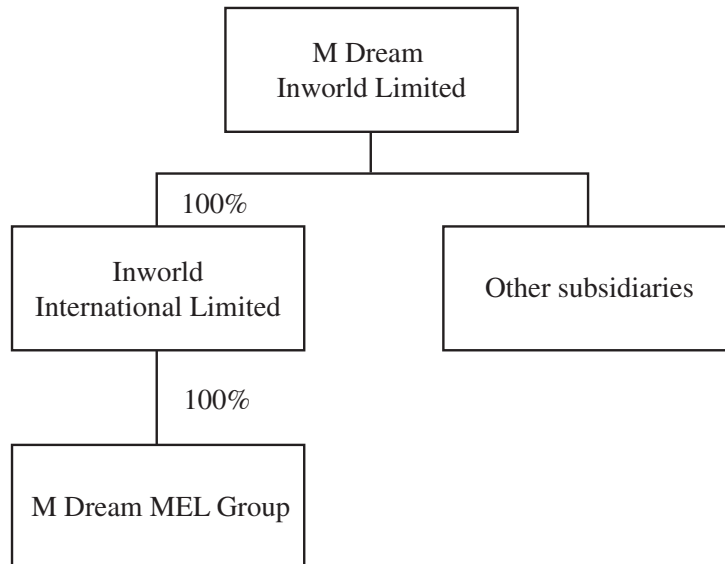 M Dream
Inworld Limited
100%
Inworld
International Limited
Other subsidiaries
100%
M Dream MEL Group